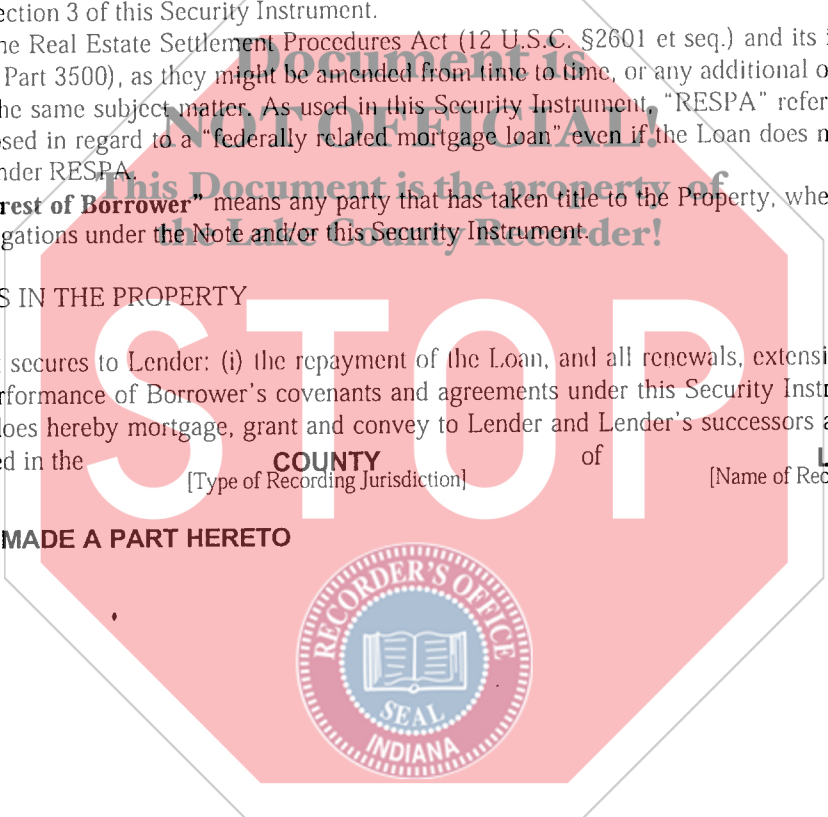 ection 3 of this Security Instrument.
ne Real Estate Settlement Procedures Act (12 U.S.C. §2601 et seq.) and its i
Part 3500), as they might be amended from time to time, or any additional o
he same subject matter. As used in this Security Instrument, “RESPA” refer
osed in regard to a “federally related mortgage loan” even if the Loan does n
nder RESPA.
rest of Borrower” means any party that has taken title to the Property, whe
gations under the Note and/or this Security Instrument.
Document is
NOT OFFICIAL!
This Document is the property of
the Lake County Recorder!
S IN THE PROPERTY
t secures to Lender: (i) the repayment of the Loan, and all renewals, extensi
rformance of Borrower's covenants and agreements under this Security Instr
does hereby mortgage, grant and convey to Lender and Lender's successors a
ed in the COUNTY of L
[Type of Recording Jurisdiction] [Name of Rec
STOP
MADE A PART HERETO
RECORDER'S OFFICE
SEAL
INDIANA